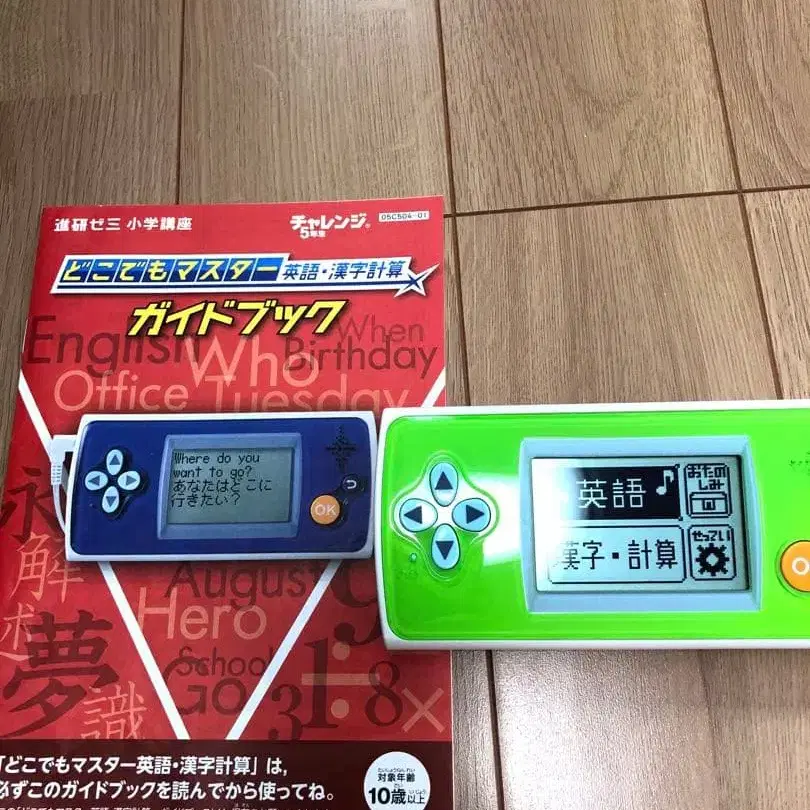 進研ゼミ 小学講座
チャレンジ®
5年生
05C504-01
どこでもマスター 英語・漢字計算
ガイドブック
English
Who
When
Birthday
Office
Tuesday
Where do you
want to go?
あなたはどこに
行きたい?
OK
英語♪
おたの
しみ
漢字・計算
せってい
August
Hero
School
Go
31÷8×
9
永
解
夢
識
「どこでもマスター英語・漢字計算」は,
必ずこのガイドブックを読んでから使ってね。
対象年齢
10歳以上